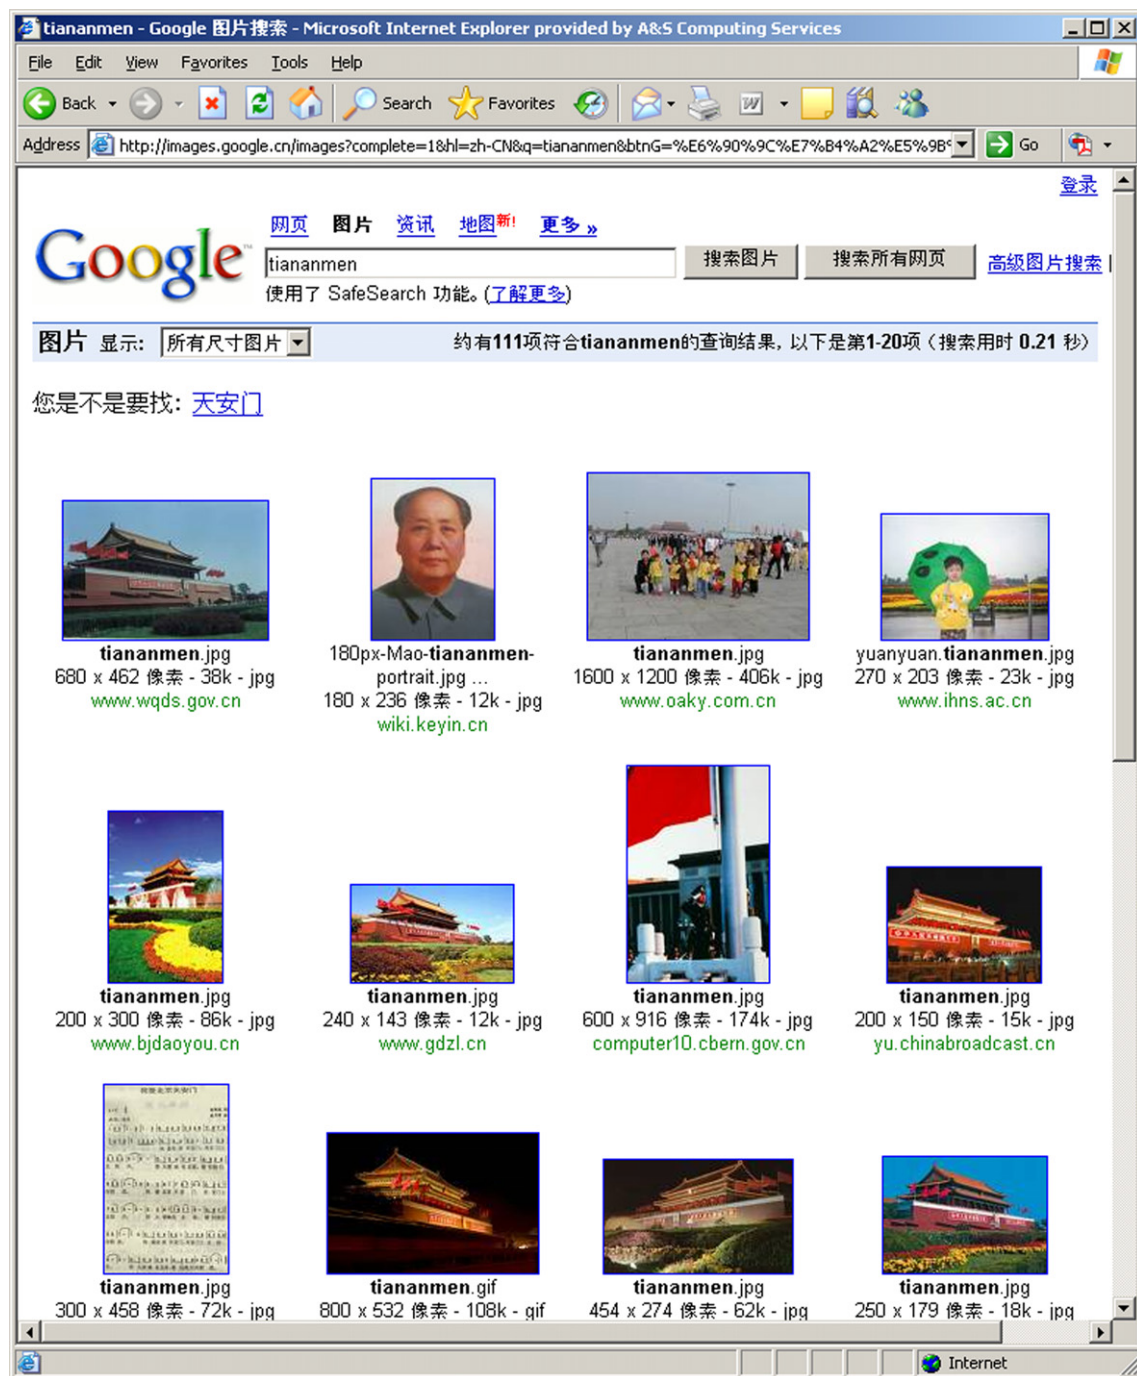 tiananmen - Google 图片搜索 - Microsoft Internet Explorer provided by A&S Computing Services
File Edit View Favorites Tools Help
Back Search Favorites
Address http://images.google.cn/images?complete=1&hl=zh-CN&q=tiananmen&btnG=%E6%90%9C%E7%B4%A2%E5%9B% Go
登录
网页 图片 资讯 地图新! 更多 »
Google™
tiananmen 搜索图片 搜索所有网页 高级图片搜索 |
使用了 SafeSearch 功能。(了解更多)
图片 显示: 所有尺寸图片 约有111项符合tiananmen的查询结果, 以下是第1-20项 (搜索用时 0.21 秒)
您是不是要找: 天安门
tiananmen.jpg
680 x 462 像素 - 38k - jpg
www.wqds.gov.cn
180px-Mao-tiananmen-
portrait.jpg ...
180 x 236 像素 - 12k - jpg
wiki.keyin.cn
tiananmen.jpg
1600 x 1200 像素 - 406k - jpg
www.oaky.com.cn
yuanyuan.tiananmen.jpg
270 x 203 像素 - 23k - jpg
www.ihns.ac.cn
tiananmen.jpg
200 x 300 像素 - 86k - jpg
www.bjdaoyou.cn
tiananmen.jpg
240 x 143 像素 - 12k - jpg
www.gdzl.cn
tiananmen.jpg
600 x 916 像素 - 174k - jpg
computer10.cbern.gov.cn
tiananmen.jpg
200 x 150 像素 - 15k - jpg
yu.chinabroadcast.cn
tiananmen.jpg
300 x 458 像素 - 72k - jpg
tiananmen.gif
800 x 532 像素 - 108k - gif
tiananmen.jpg
454 x 274 像素 - 62k - jpg
tiananmen.jpg
250 x 179 像素 - 18k - jpg
Internet